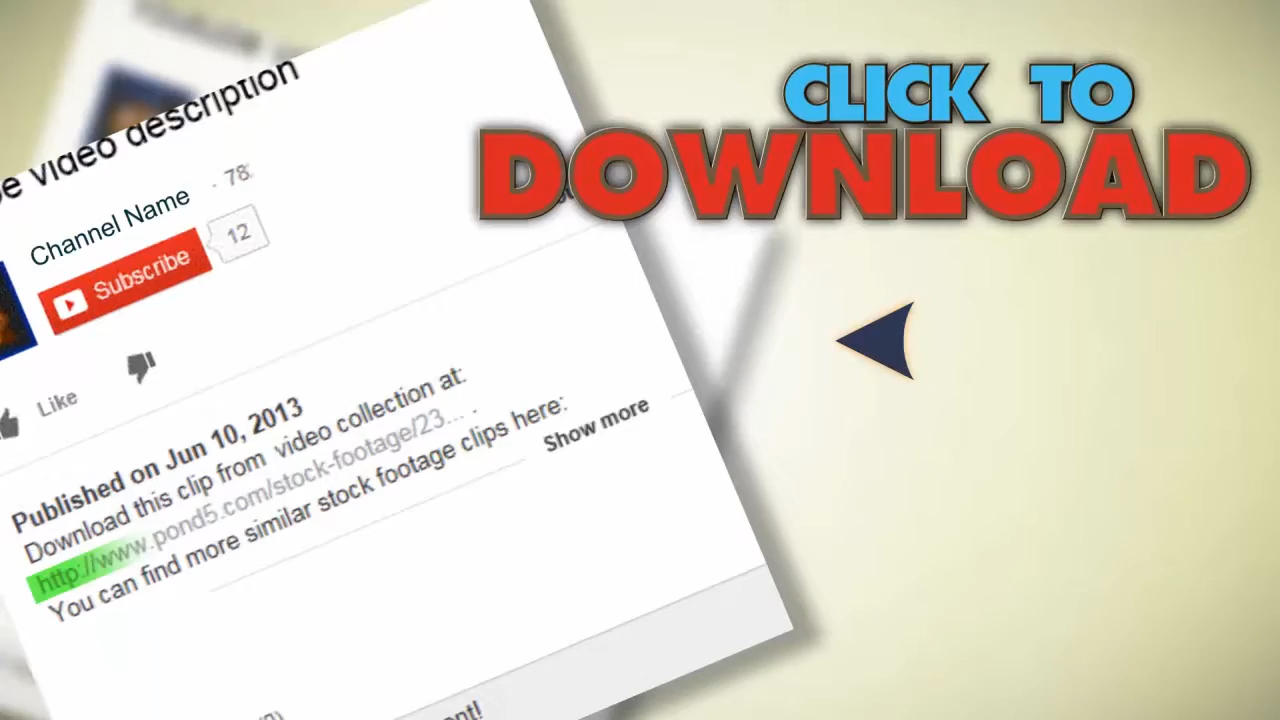 CLICK TO
DOWNLOAD
video description
Channel Name
78
Subscribe
12
Like
Published on Jun 10, 2013
Download this clip from video collection at:
http://www.pond5.com/stock-footage/23...
You can find more similar stock footage clips here:
Show more